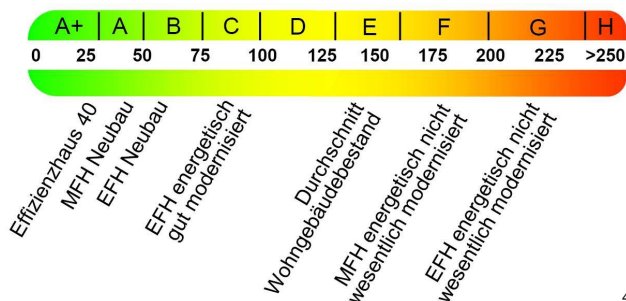 A+ A B C D E F G H
0 25 50 75 100 125 150 175 200 225 >250
Effizienzhaus 40
MFH Neubau
EFH Neubau
EFH energetisch
gut modernisiert
Durchschnitt
Wohngebäudebestand
MFH energetisch nicht
wesentlich modernisiert
EFH energetisch nicht
wesentlich modernisiert